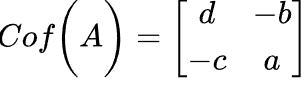 Cof(A) = [d -b
-c a]